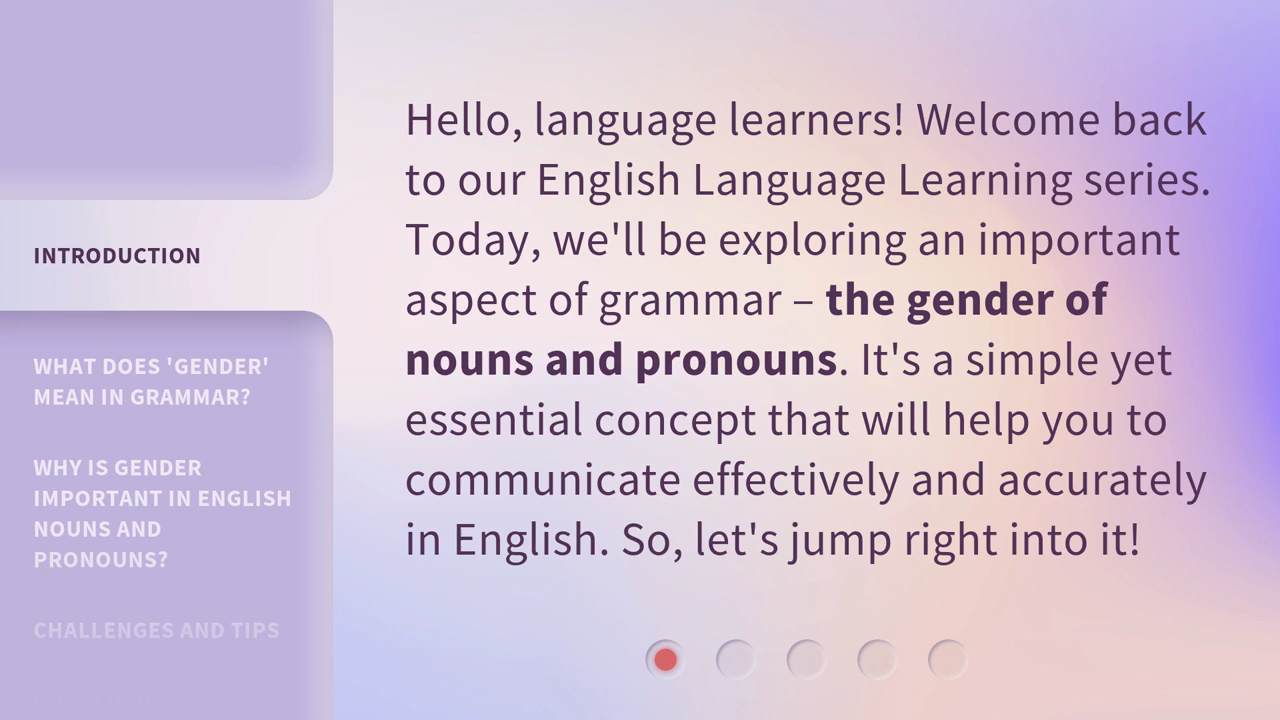 INTRODUCTION
WHAT DOES 'GENDER'
MEAN IN GRAMMAR?
WHY IS GENDER
IMPORTANT IN ENGLISH
NOUNS AND
PRONOUNS?
CHALLENGES AND TIPS
Hello, language learners! Welcome back
to our English Language Learning series.
Today, we'll be exploring an important
aspect of grammar – the gender of
nouns and pronouns. It's a simple yet
essential concept that will help you to
communicate effectively and accurately
in English. So, let's jump right into it!